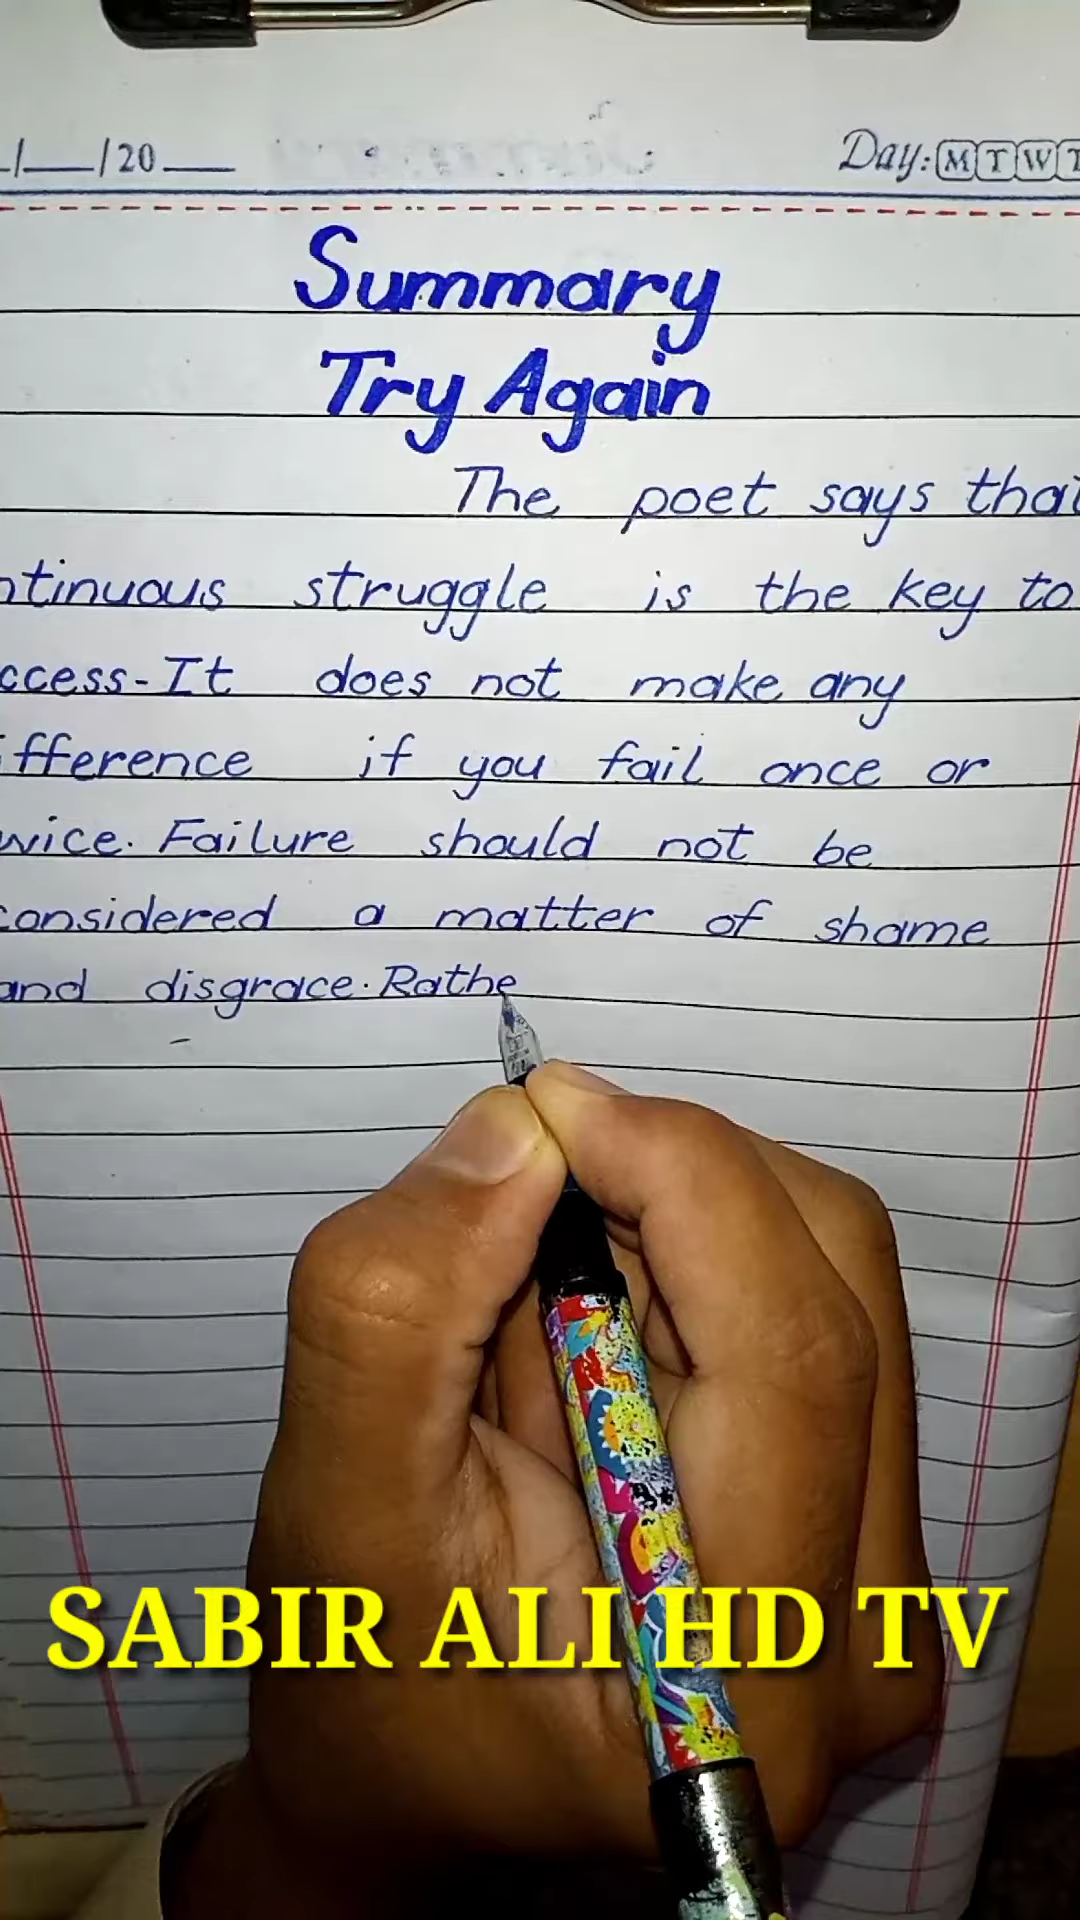 / /20
Day: M T W T
Summary
Try Again
The poet says that
ntinuous struggle is the key to
ccess-It does not make any
ifference if you fail once or
wice. Failure should not be
considered a matter of shame
and disgrace. Rathe
SABIR ALI HD TV